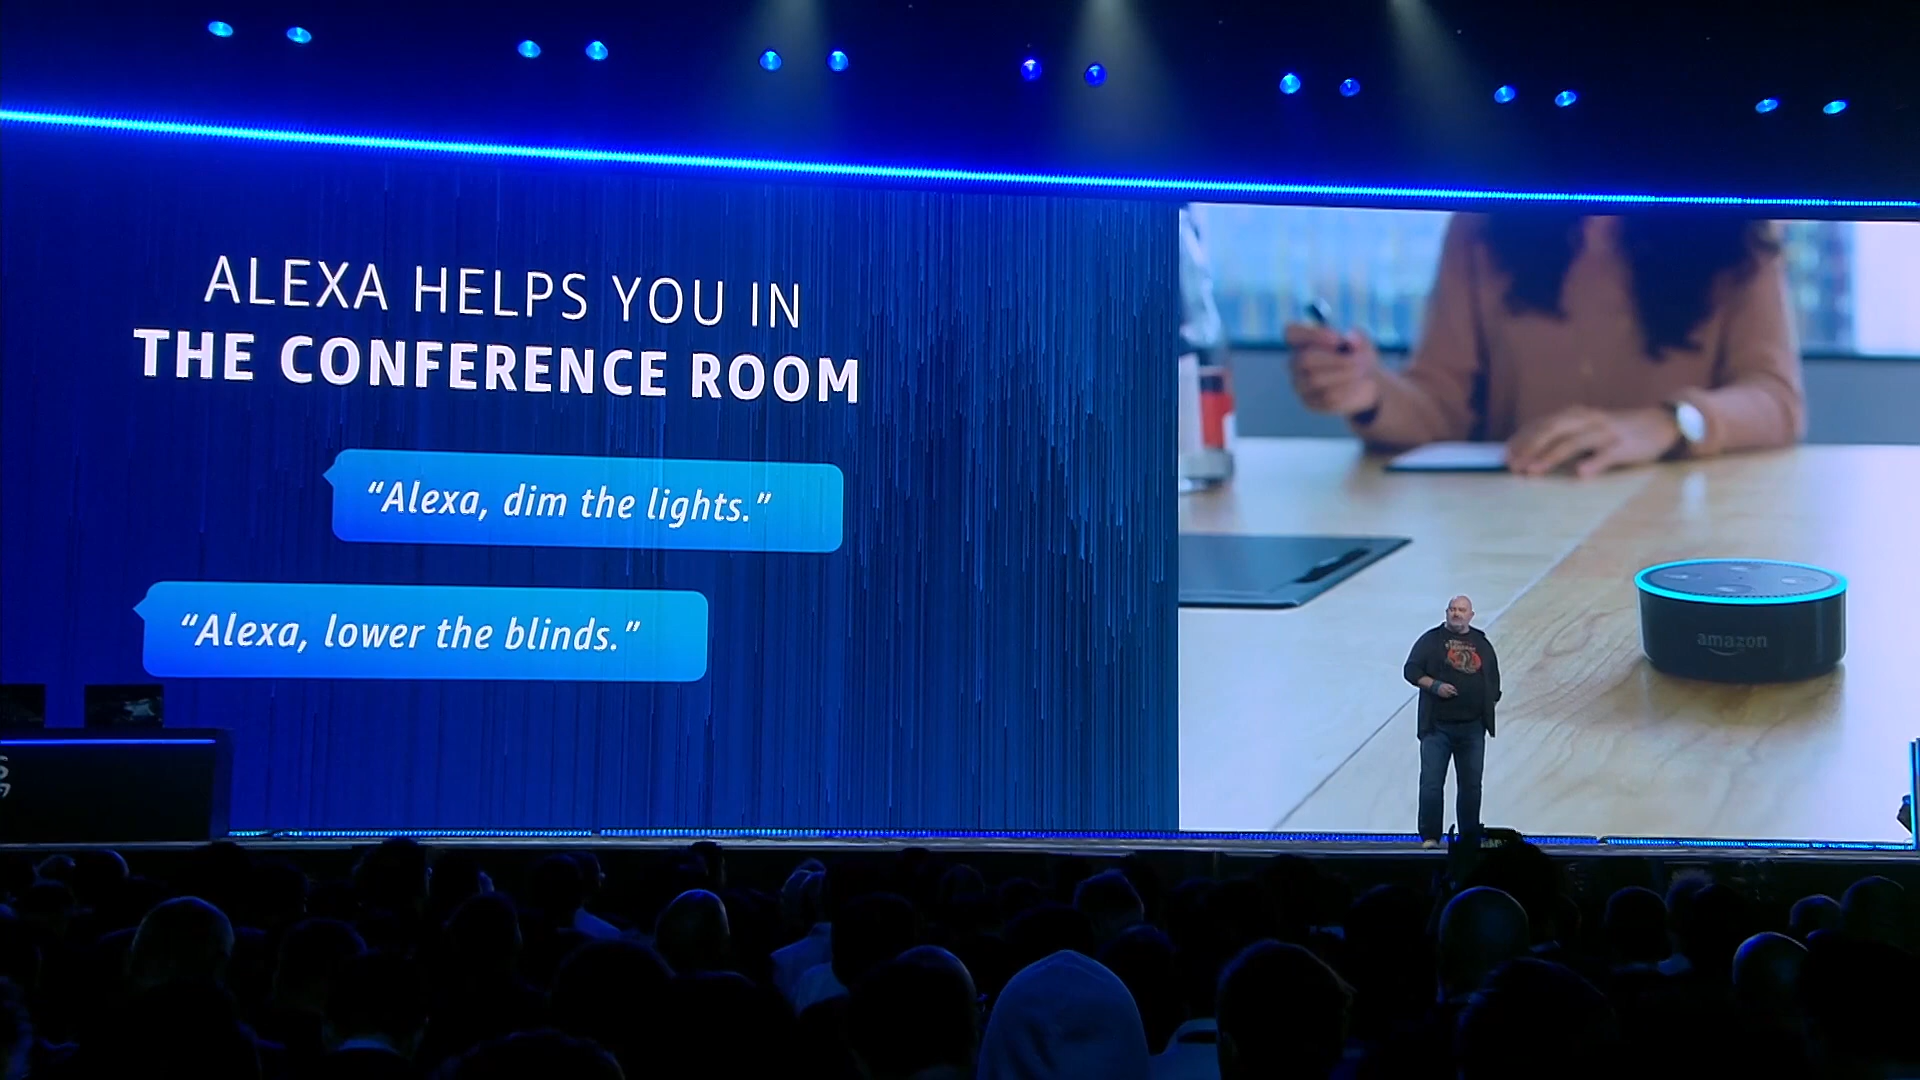 ALEXA HELPS YOU IN
THE CONFERENCE ROOM
“Alexa, dim the lights.”
“Alexa, lower the blinds.”
amazon